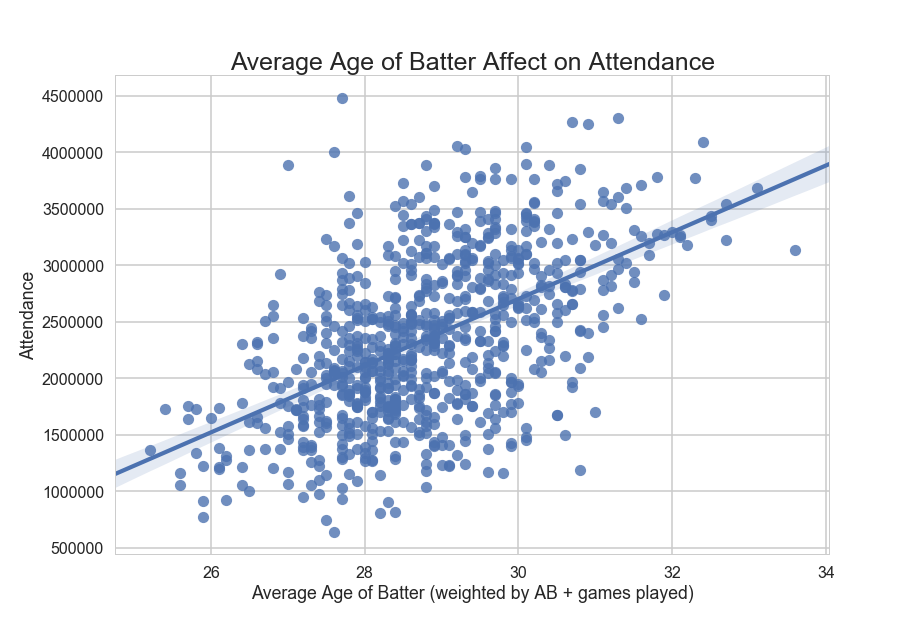 Average Age of Batter Affect on Attendance
4500000
4000000
3500000
3000000
2500000
2000000
1500000
1000000
500000
Attendance
26 28 30 32 34
Average Age of Batter (weighted by AB + games played)